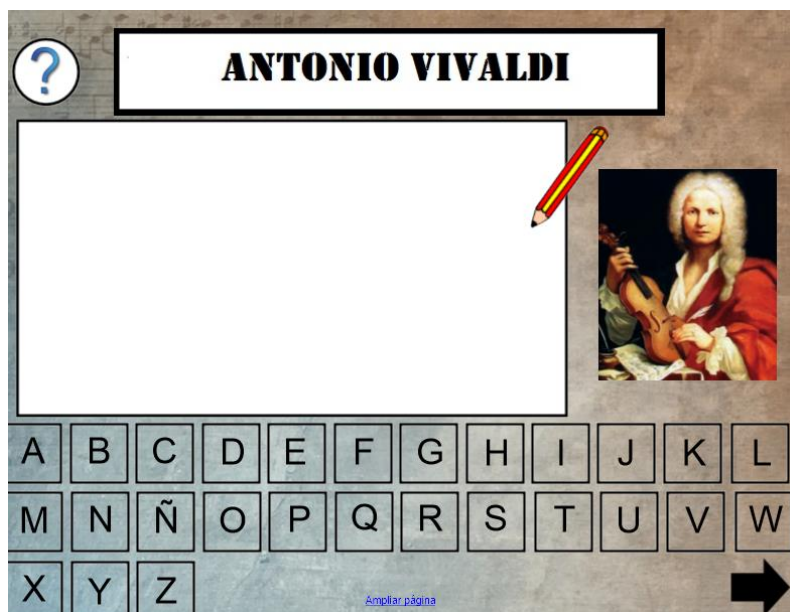 ?
ANTONIO VIVALDI
A B C D E F G H I J K L
M N Ñ O P Q R S T U V W
X Y Z
Ampliar página